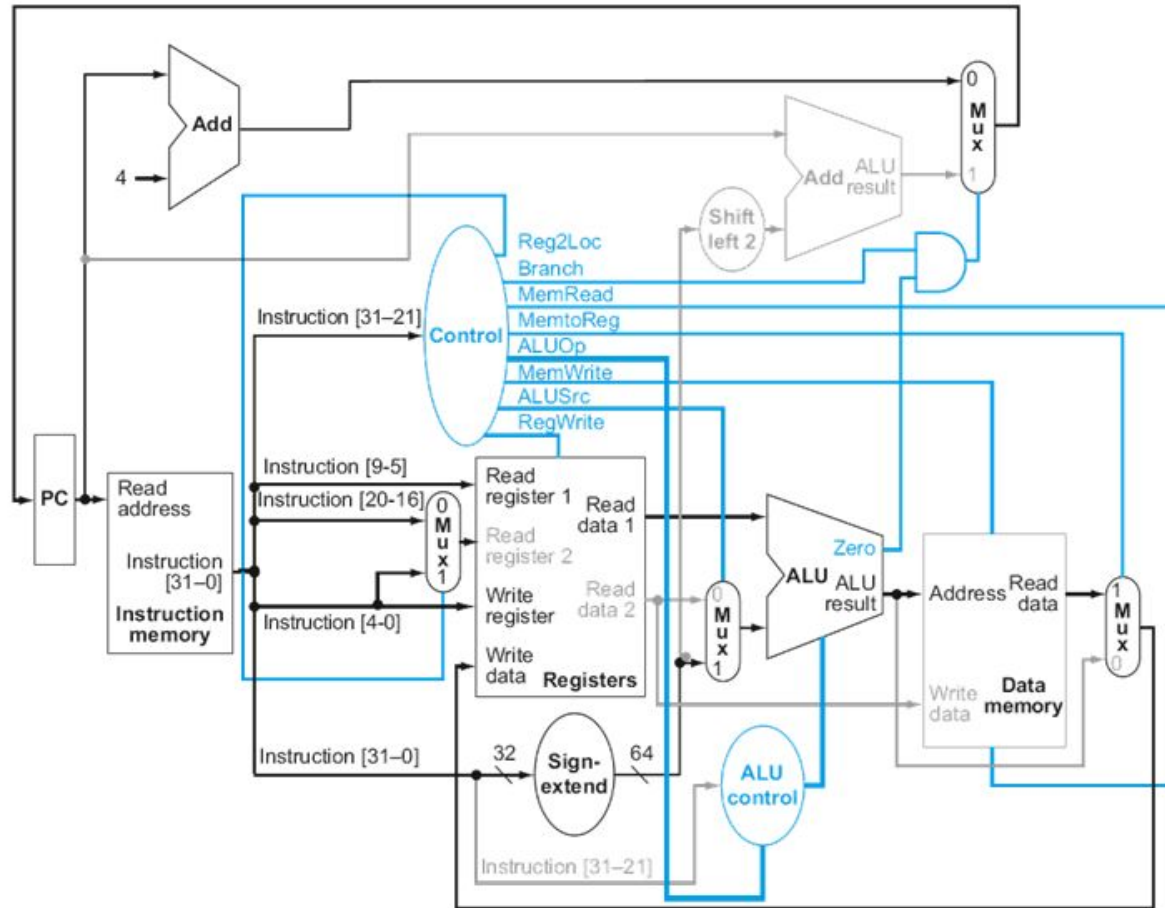 0
M
u
x
1
Add
4
Add
ALU
result
Shift
left 2
Reg2Loc
Branch
MemRead
MemtoReg
ALUOp
MemWrite
ALUSrc
RegWrite
Control
Instruction [31–21]
PC
Read
address
Instruction
[31–0]
Instruction
memory
Instruction [9-5]
Instruction [20-16]
Instruction [4-0]
0
M
u
x
1
Read
register 1
Read
register 2
Write
register
Write
data
Read
data 1
Read
data 2
Registers
0
M
u
x
1
Zero
ALU
ALU
result
Address
Read
data
Write
data
Data
memory
1
M
u
x
0
Instruction [31–0]
32
Sign-
extend
64
ALU
control
Instruction [31–21]